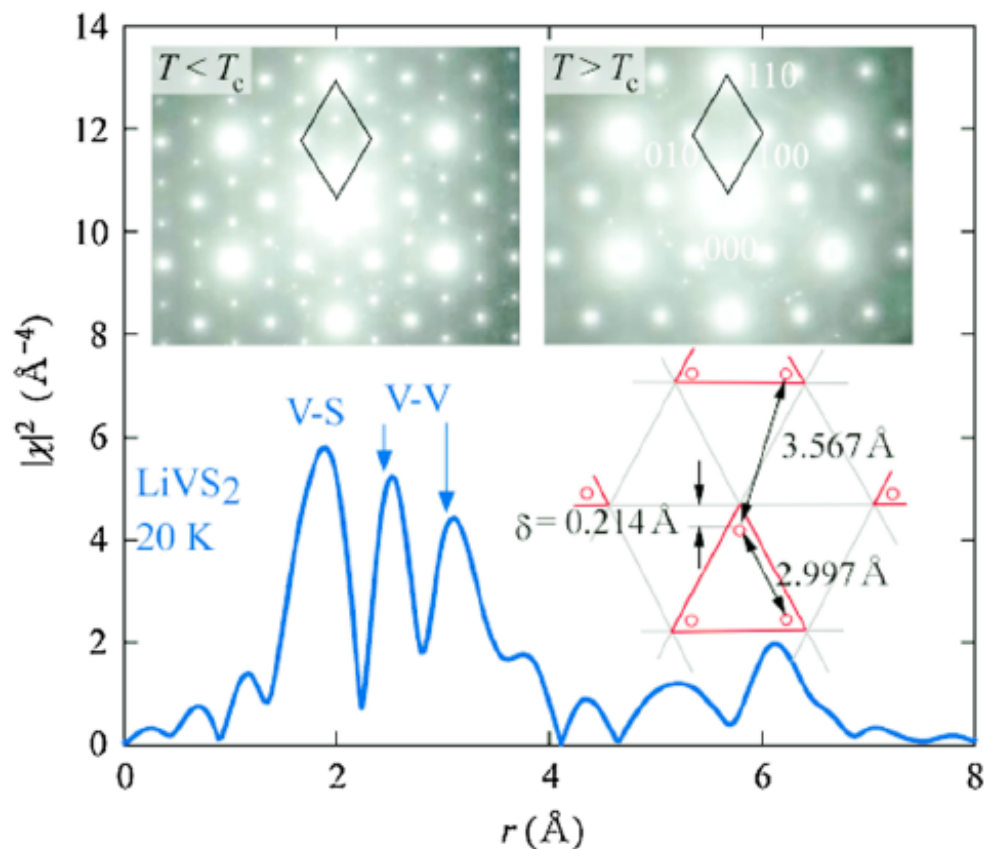 14
12
10
8
6
4
2
0
|χ|² (Å⁻⁴)
T < Tc
T > Tc
110
010
100
000
V-S
V-V
LiVS₂
20 K
3.567 Å
δ = 0.214 Å
2.997 Å
0
2
4
6
8
r (Å)